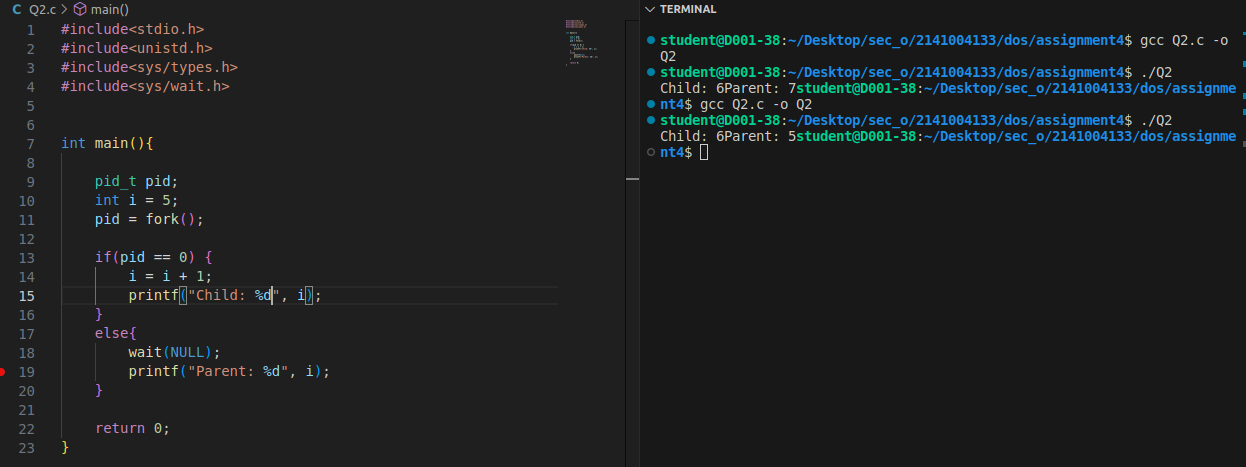 C Q2.c > main()
1 #include<stdio.h>
2 #include<unistd.h>
3 #include<sys/types.h>
4 #include<sys/wait.h>
5
6
7 int main(){
8
9 pid_t pid;
10 int i = 5;
11 pid = fork();
12
13 if(pid == 0) {
14 i = i + 1;
15 printf("Child: %d", i);
16 }
17 else{
18 wait(NULL);
19 printf("Parent: %d", i);
20 }
21
22 return 0;
23 }
TERMINAL
student@D001-38:~/Desktop/sec_o/2141004133/dos/assignment4$ gcc Q2.c -o
Q2
student@D001-38:~/Desktop/sec_o/2141004133/dos/assignment4$ ./Q2
Child: 6Parent: 7student@D001-38:~/Desktop/sec_o/2141004133/dos/assignme
nt4$ gcc Q2.c -o Q2
student@D001-38:~/Desktop/sec_o/2141004133/dos/assignment4$ ./Q2
Child: 6Parent: 5student@D001-38:~/Desktop/sec_o/2141004133/dos/assignme
nt4$